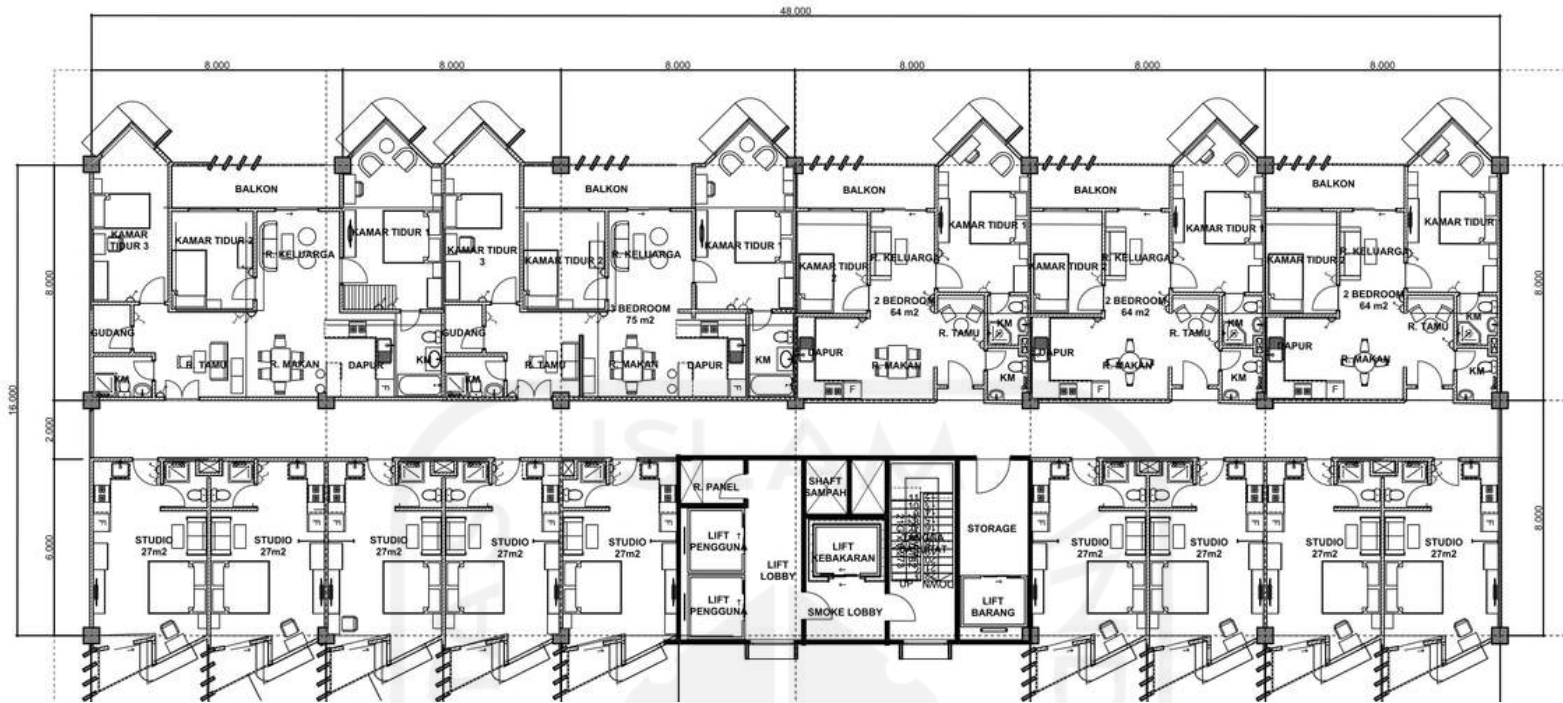 48.000
8.000 8.000 8.000 8.000 8.000 8.000
BALKON BALKON BALKON BALKON BALKON
KAMAR TIDUR 3
KAMAR TIDUR 2
R. KELUARGA
KAMAR TIDUR 1
KAMAR TIDUR 3
KAMAR TIDUR 2
R. KELUARGA
KAMAR TIDUR 1
KAMAR TIDUR 2
R. KELUARGA
KAMAR TIDUR 1
KAMAR TIDUR 2
R. KELUARGA
KAMAR TIDUR 1
KAMAR TIDUR 2
R. KELUARGA
KAMAR TIDUR
8.000
8.000
3 BEDROOM
75 m2
2 BEDROOM
64 m2
2 BEDROOM
64 m2
2 BEDROOM
64 m2
GUDANG
R. TAMU
R. MAKAN
DAPUR
KM
F
GUDANG
R. TAMU
R. MAKAN
DAPUR
KM
KM
F
KM
DAPUR
R. MAKAN
R. TAMU
KM
KM
F
DAPUR
R. MAKAN
R. TAMU
KM
KM
F
DAPUR
R. MAKAN
R. TAMU
KM
KM
F
16.000
2.000
ISLAM
6.000
8.000
STUDIO
27m2
STUDIO
27m2
STUDIO
27m2
STUDIO
27m2
STUDIO
27m2
F F F F F
R. PANEL
LIFT
PENGGUNA
LIFT
PENGGUNA
LIFT
LOBBY
SHAFT
SAMPAH
LIFT
KEBAKARAN
SMOKE LOBBY
TANGGA
DARURAT
UP
DOWN
STORAGE
LIFT
BARANG
STUDIO
27m2
STUDIO
27m2
STUDIO
27m2
STUDIO
27m2
F F F F